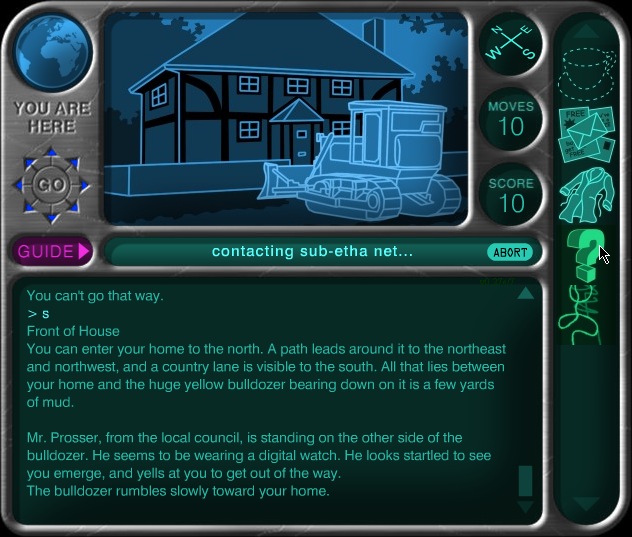 YOU ARE
HERE
GO
N
E
W
S
MOVES
10
SCORE
10
FREE
FREE
GUIDE
contacting sub-etha net...
ABORT
You can't go that way.
> s
Front of House
You can enter your home to the north. A path leads around it to the northeast
and northwest, and a country lane is visible to the south. All that lies between
your home and the huge yellow bulldozer bearing down on it is a few yards
of mud.
Mr. Prosser, from the local council, is standing on the other side of the
bulldozer. He seems to be wearing a digital watch. He looks startled to see
you emerge, and yells at you to get out of the way.
The bulldozer rumbles slowly toward your home.
?